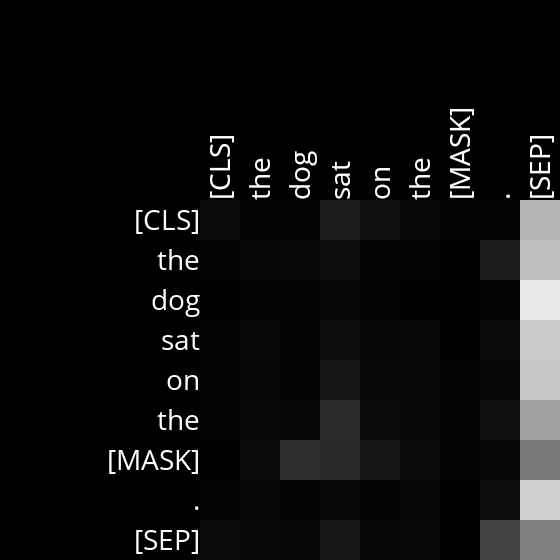 [CLS] the dog sat on the [MASK] . [SEP]
[CLS]
the
dog
sat
on
the
[MASK]
.
[SEP]